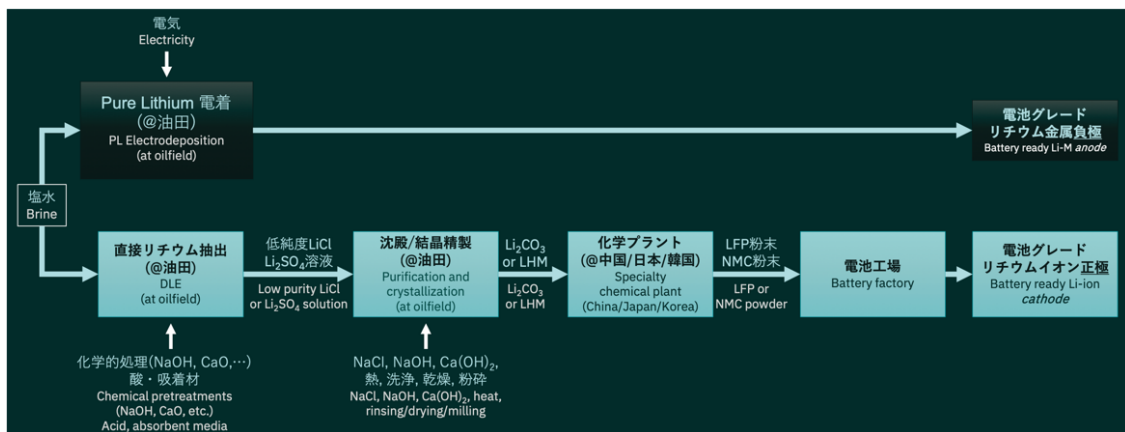 電気
Electricity
Pure Lithium 電着
(@油田)
PL Electrodeposition
(at oilfield)
電池グレード
リチウム金属負極
Battery ready Li-M anode
塩水
Brine
直接リチウム抽出
(@油田)
DLE
(at oilfield)
低純度LiCl
Li₂SO₄溶液
Low purity LiCl
or Li₂SO₄ solution
沈殿/結晶精製
(@油田)
Purification and
crystallization
(at oilfield)
Li₂CO₃
or LHM
Li₂CO₃
or LHM
化学プラント
(@中国/日本/韓国)
Specialty
chemical plant
(China/Japan/Korea)
LFP粉末
NMC粉末
LFP or
NMC powder
電池工場
Battery factory
電池グレード
リチウムイオン正極
Battery ready Li-ion
cathode
化学的処理(NaOH, CaO,…)
酸・吸着材
Chemical pretreatments
(NaOH, CaO, etc.)
Acid, absorbent media
NaCl, NaOH, Ca(OH)₂,
熱, 洗浄, 乾燥, 粉砕
NaCl, NaOH, Ca(OH)₂, heat,
rinsing/drying/milling